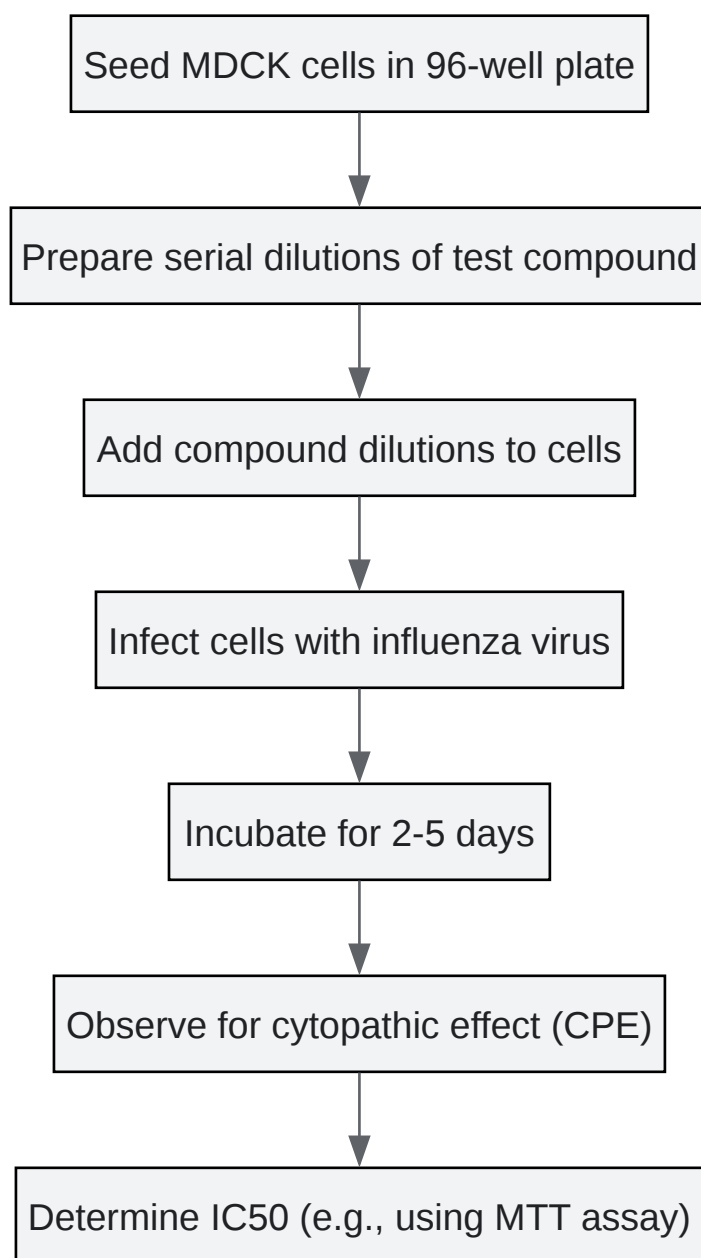 Seed MDCK cells in 96-well plate
Prepare serial dilutions of test compound
Add compound dilutions to cells
Infect cells with influenza virus
Incubate for 2-5 days
Observe for cytopathic effect (CPE)
Determine IC50 (e.g., using MTT assay)